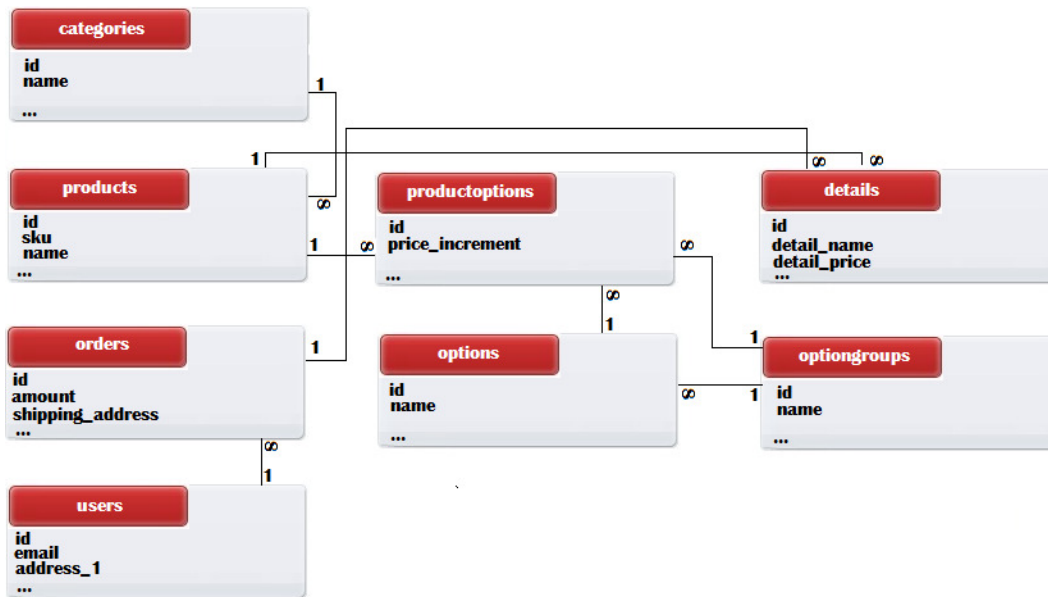 categories
id
name
...
1
∞
products
id
sku
name
...
1
∞
1
∞
productoptions
id
price_increment
...
∞
1
∞
1
details
id
detail_name
detail_price
...
∞
orders
id
amount
shipping_address
...
1
∞
1
options
id
name
...
∞
1
optiongroups
id
name
...
users
id
email
address_1
...